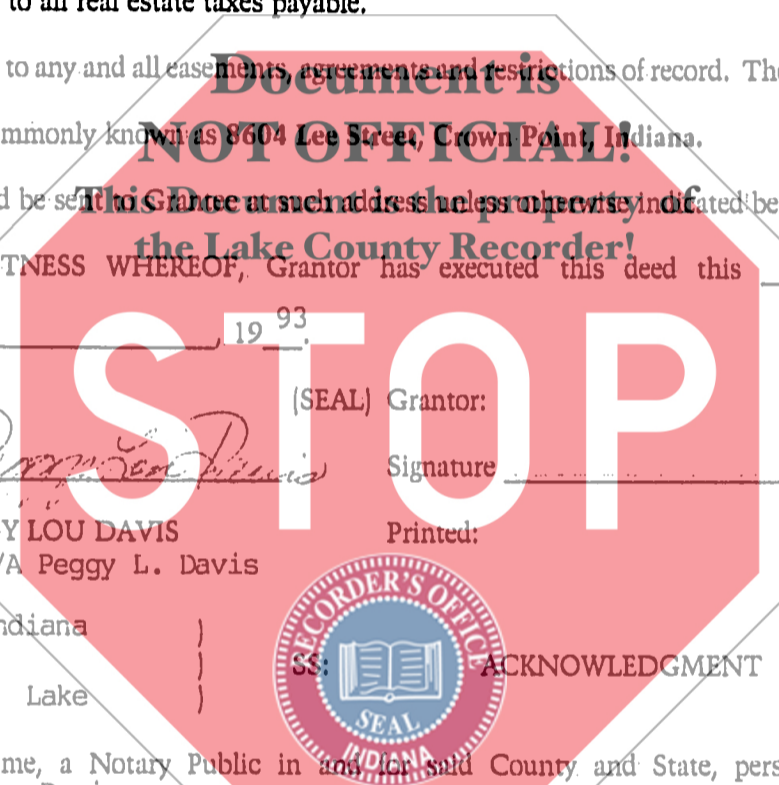 to all real estate taxes payable.
Document is
to any and all easements, agreements and restrictions of record. The
NOT OFFICIAL!
mmonly known as 8604 Lee Street, Crown Point, Indiana.
This Document is the property of
d be sent to Grantee at such address unless otherwise indicated be
the Lake County Recorder!
TNESS WHEREOF, Grantor has executed this deed this
, 19 93.
STOP
(SEAL) Grantor:
Signature
Y LOU DAVIS Printed:
/A Peggy L. Davis
ndiana )
) SS: ACKNOWLEDGMENT
Lake )
RECORDER'S OFFICE
SEAL
INDIANA
me, a Notary Public in and for said County and State, pers